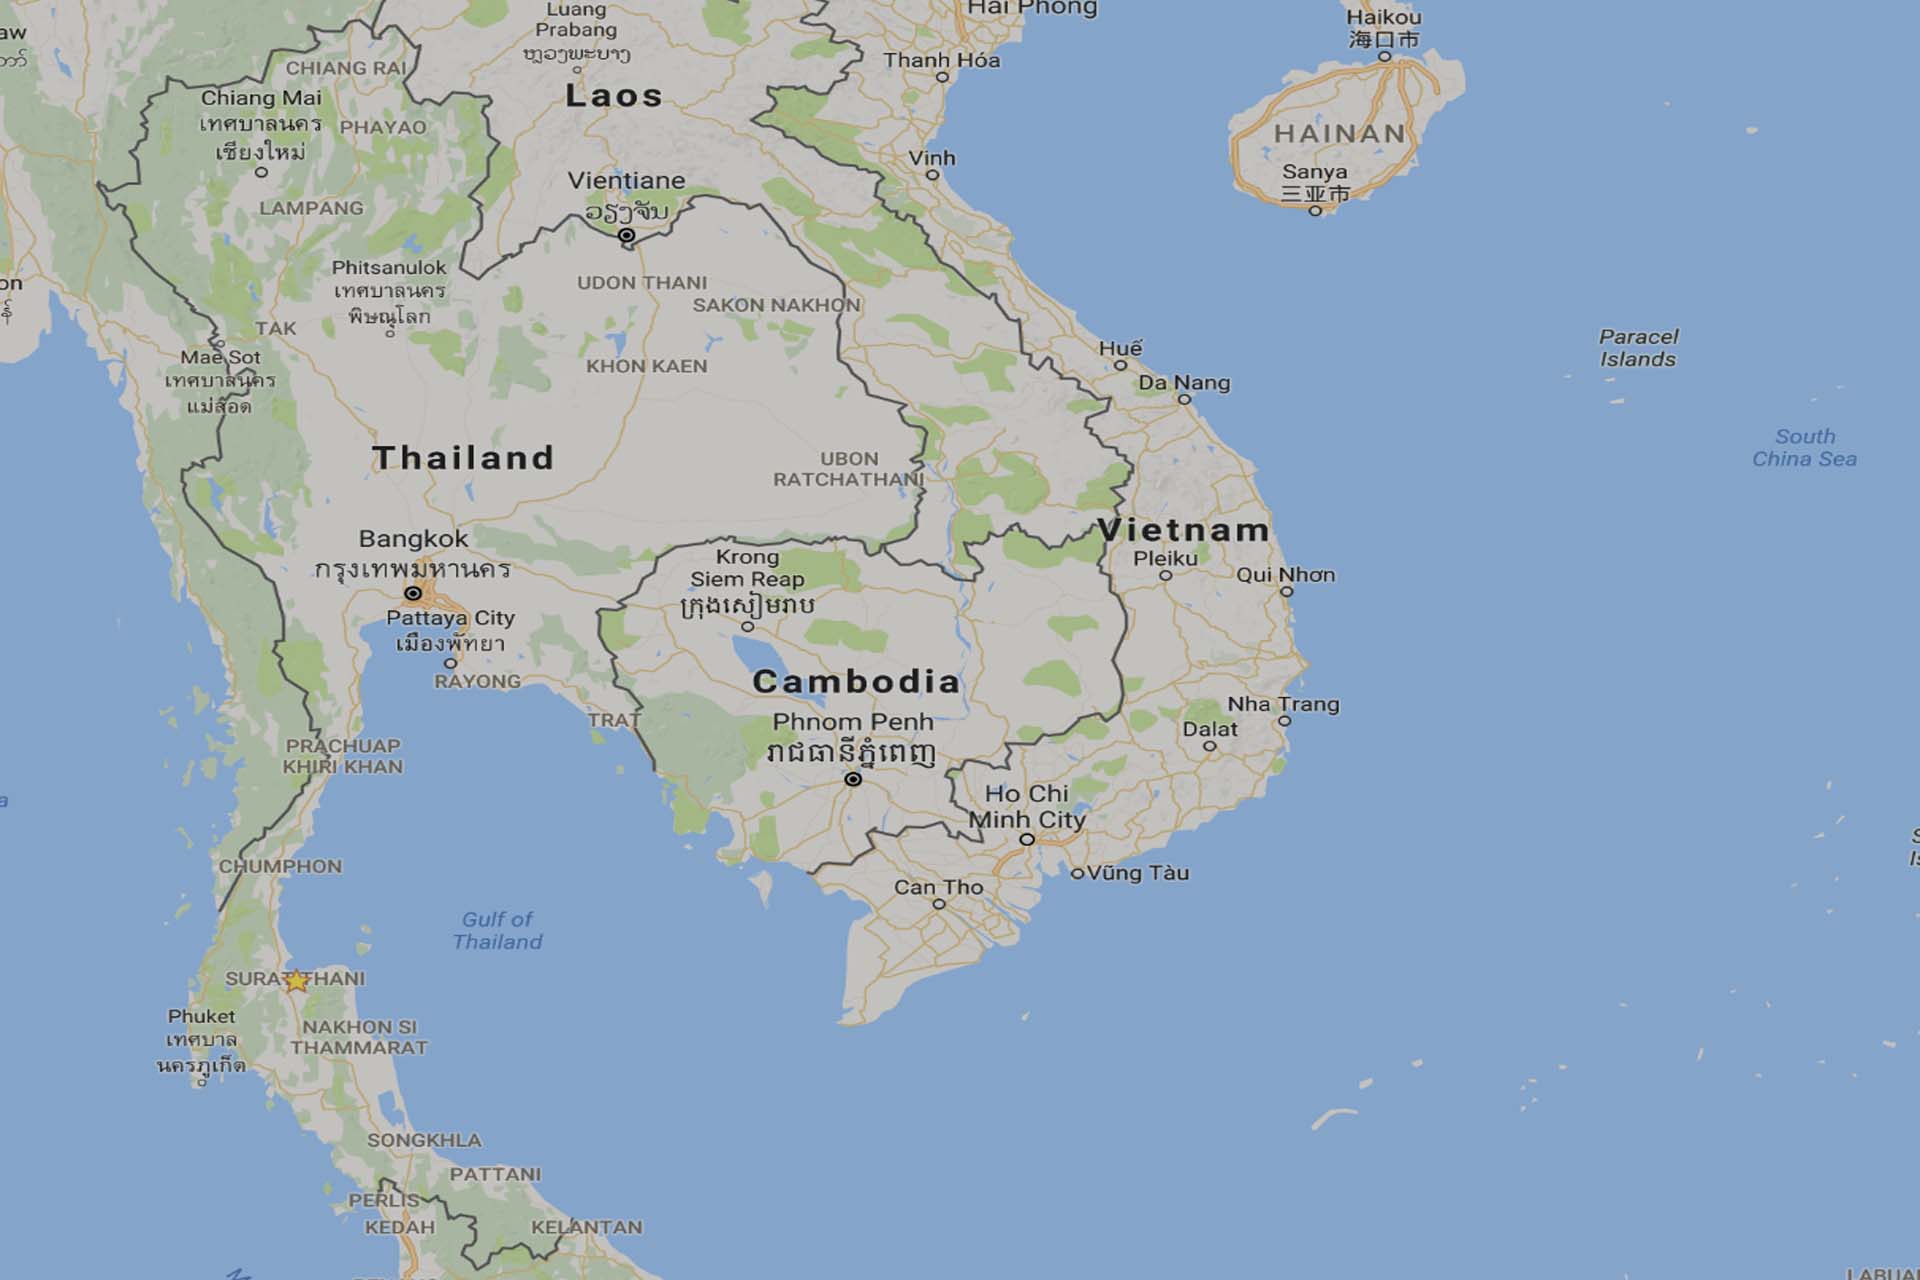 Hai Phong
Haikou
海口市
Luang
Prabang
ຫຼວງພະບາງ
Thanh Hóa
CHIANG RAI
Laos
Chiang Mai
เทศบาลนคร
เชียงใหม่
PHAYAO
HAINAN
Vinh
Sanya
三亚市
Vientiane
ວຽງຈັນ
LAMPANG
Phitsanulok
เทศบาลนคร
พิษณุโลก
UDON THANI
SAKON NAKHON
TAK
Paracel
Islands
Huế
Mae Sot
เทศบาลนคร
แม่สอด
KHON KAEN
Da Nang
South
China Sea
Thailand
UBON
RATCHATHANI
Vietnam
Bangkok
กรุงเทพมหานคร
Krong
Siem Reap
ក្រុងសៀមរាប
Pleiku
Qui Nhơn
Pattaya City
เมืองพัทยา
RAYONG
Cambodia
TRAT
Phnom Penh
រាជធានីភ្នំពេញ
Nha Trang
Dalat
PRACHUAP
KHIRI KHAN
Ho Chi
Minh City
CHUMPHON
Vũng Tàu
Can Tho
Gulf of
Thailand
SURAT THANI
Phuket
เทศบาล
นครภูเก็ต
NAKHON SI
THAMMARAT
SONGKHLA
PATTANI
PERLIS
KEDAH
KELANTAN